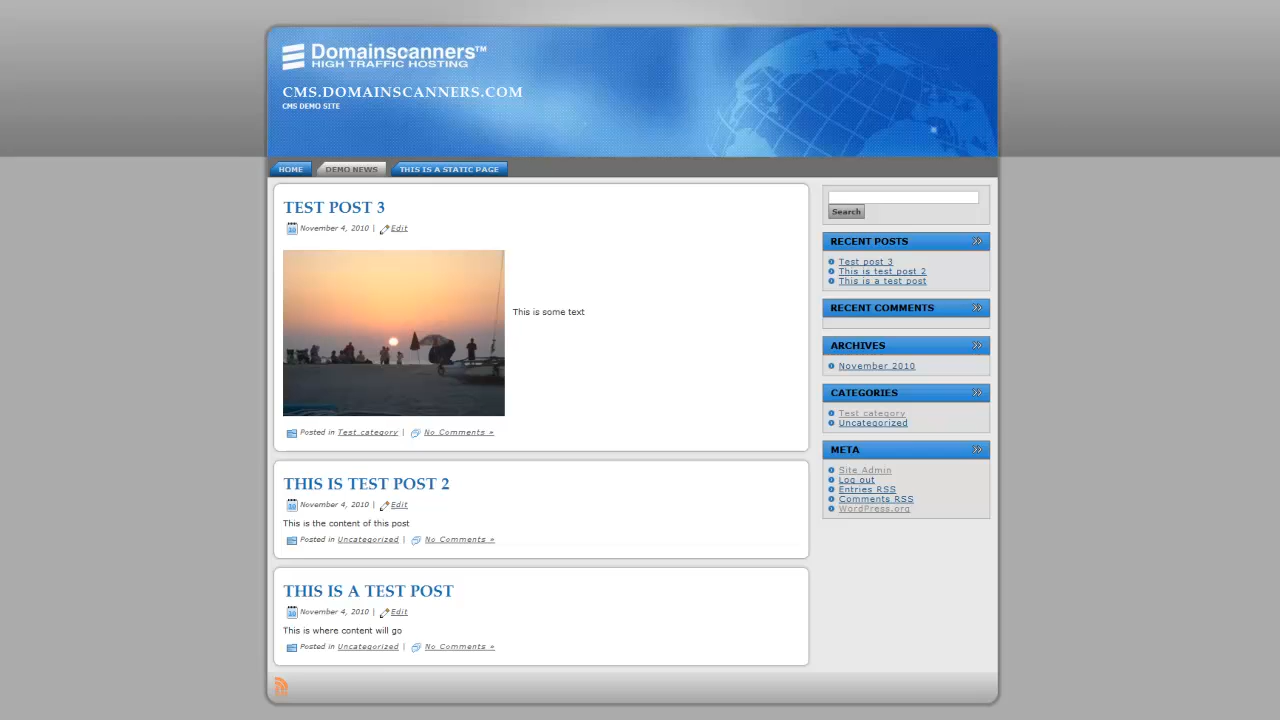 Domainscanners™
HIGH TRAFFIC HOSTING
CMS.DOMAINSCANNERS.COM
CMS DEMO SITE
HOME
DEMO NEWS
THIS IS A STATIC PAGE
TEST POST 3
November 4, 2010 | Edit
This is some text
Posted in Test category | No Comments »
THIS IS TEST POST 2
November 4, 2010 | Edit
This is the content of this post
Posted in Uncategorized | No Comments »
THIS IS A TEST POST
November 4, 2010 | Edit
This is where content will go
Posted in Uncategorized | No Comments »
Search
RECENT POSTS
Test post 3
This is test post 2
This is a test post
RECENT COMMENTS
ARCHIVES
November 2010
CATEGORIES
Test category
Uncategorized
META
Site Admin
Log out
Entries RSS
Comments RSS
WordPress.org